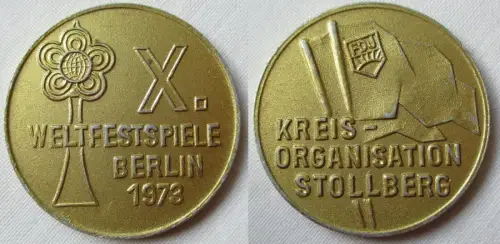 X.
WELTFESTSPIELE
BERLIN
1973
FDJ
KREIS-
ORGANISATION
STOLLBERG